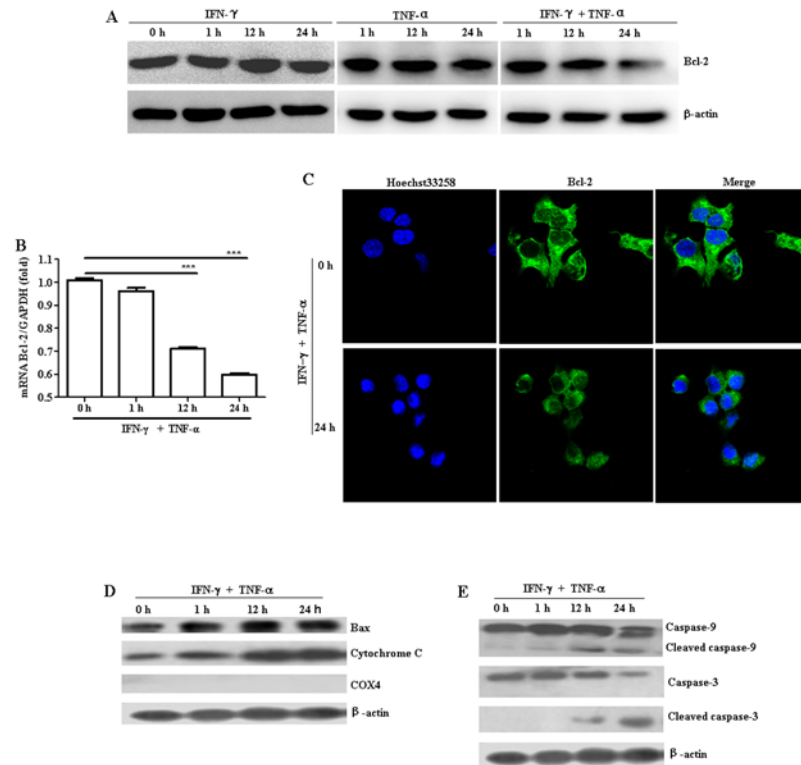 A
IFN-γ
TNF-α
IFN-γ + TNF-α
0 h 1 h 12 h 24 h 1 h 12 h 24 h 1 h 12 h 24 h
Bcl-2
β-actin
B
mRNA Bcl-2/GAPDH (fold)
1.1
1.0
0.9
0.8
0.7
0.6
0.5
***
***
0 h 1 h 12 h 24 h
IFN-γ + TNF-α
C
Hoechst33258 Bcl-2 Merge
0 h
IFN-γ + TNF-α
24 h
D
IFN-γ + TNF-α
0 h 1 h 12 h 24 h
Bax
Cytochrome C
COX4
β-actin
E
IFN-γ + TNF-α
0 h 1 h 12 h 24 h
Caspase-9
Cleaved caspase-9
Caspase-3
Cleaved caspase-3
β-actin